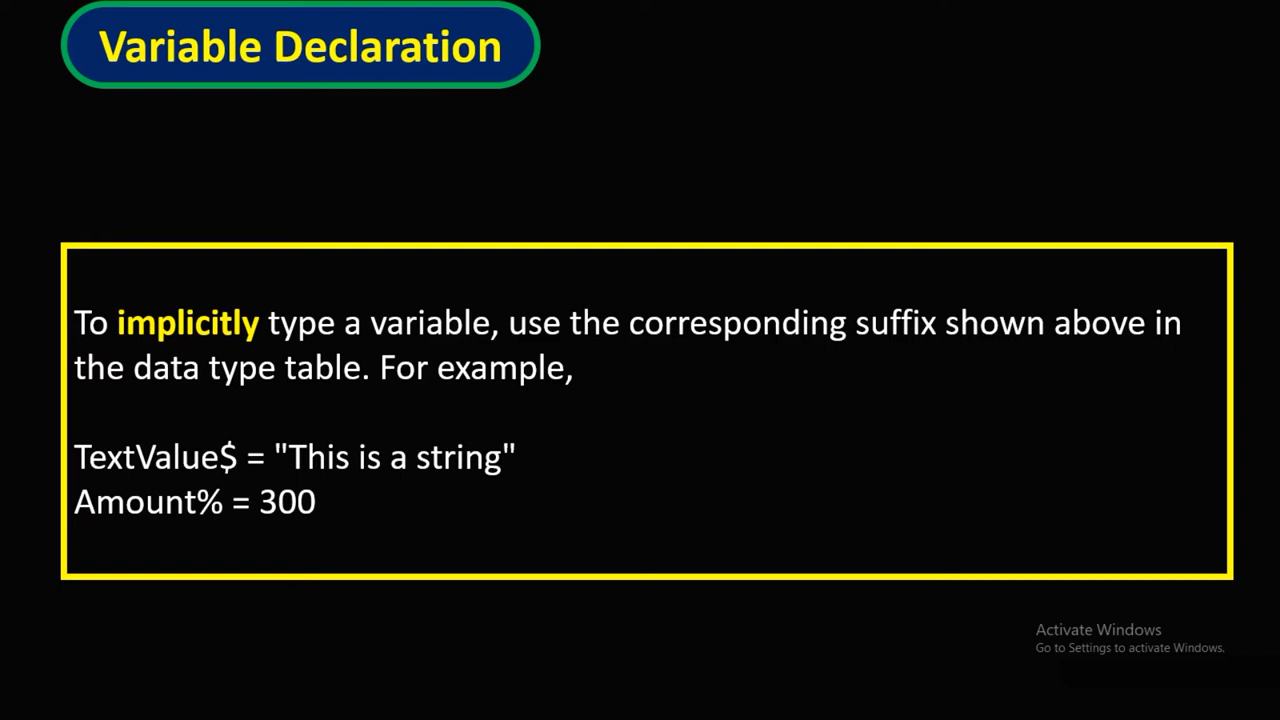 Variable Declaration
To implicitly type a variable, use the corresponding suffix shown above in
the data type table. For example,
TextValue$ = "This is a string"
Amount% = 300
Activate Windows
Go to Settings to activate Windows.